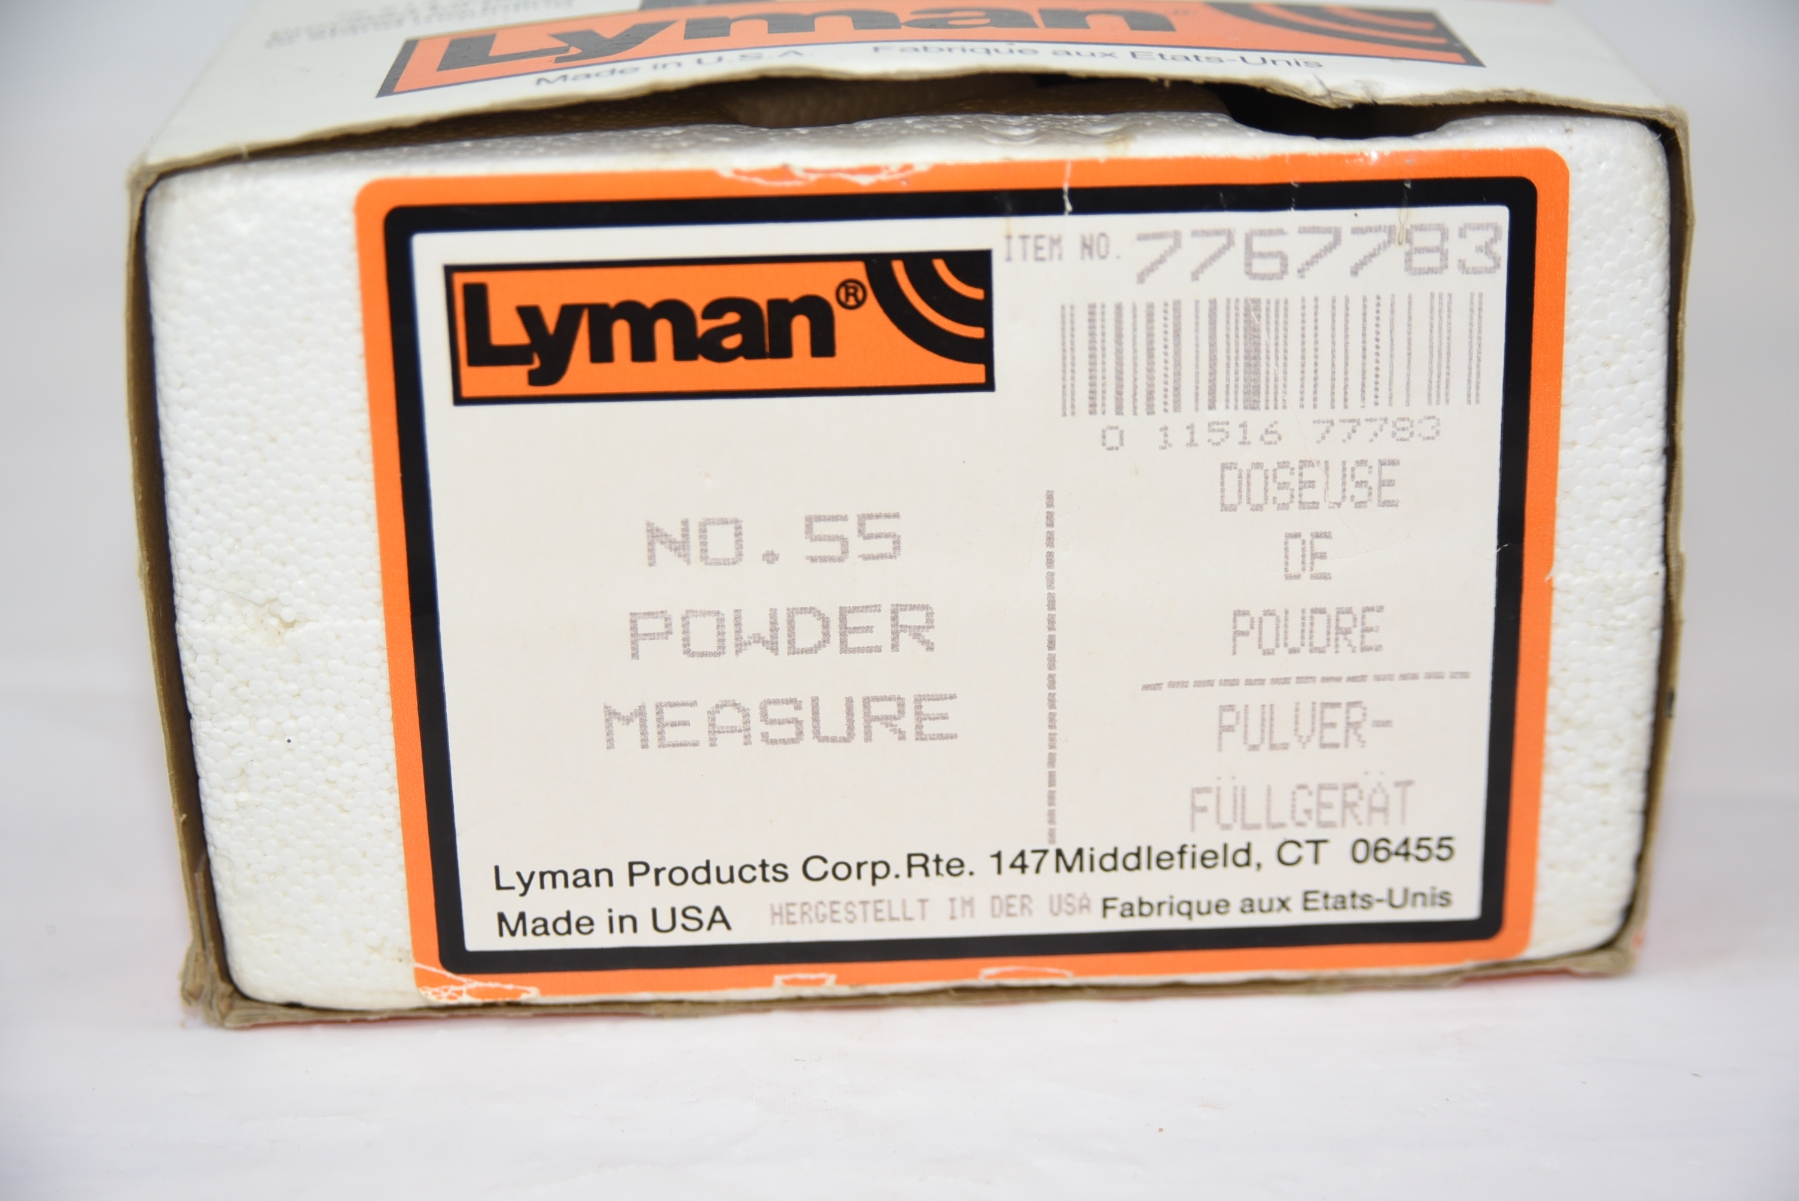 Lyman
Made in U.S.A. Fabrique aux Etats-Unis
Lyman®
ITEM NO. 7767783
0 11516 77783
NO.55
POWDER
MEASURE
DOSEUSE
DE
POUDRE
PULVER-
FÜLLGERÄT
Lyman Products Corp.Rte. 147Middlefield, CT 06455
Made in USA HERGESTELLT IM DER USA Fabrique aux Etats-Unis